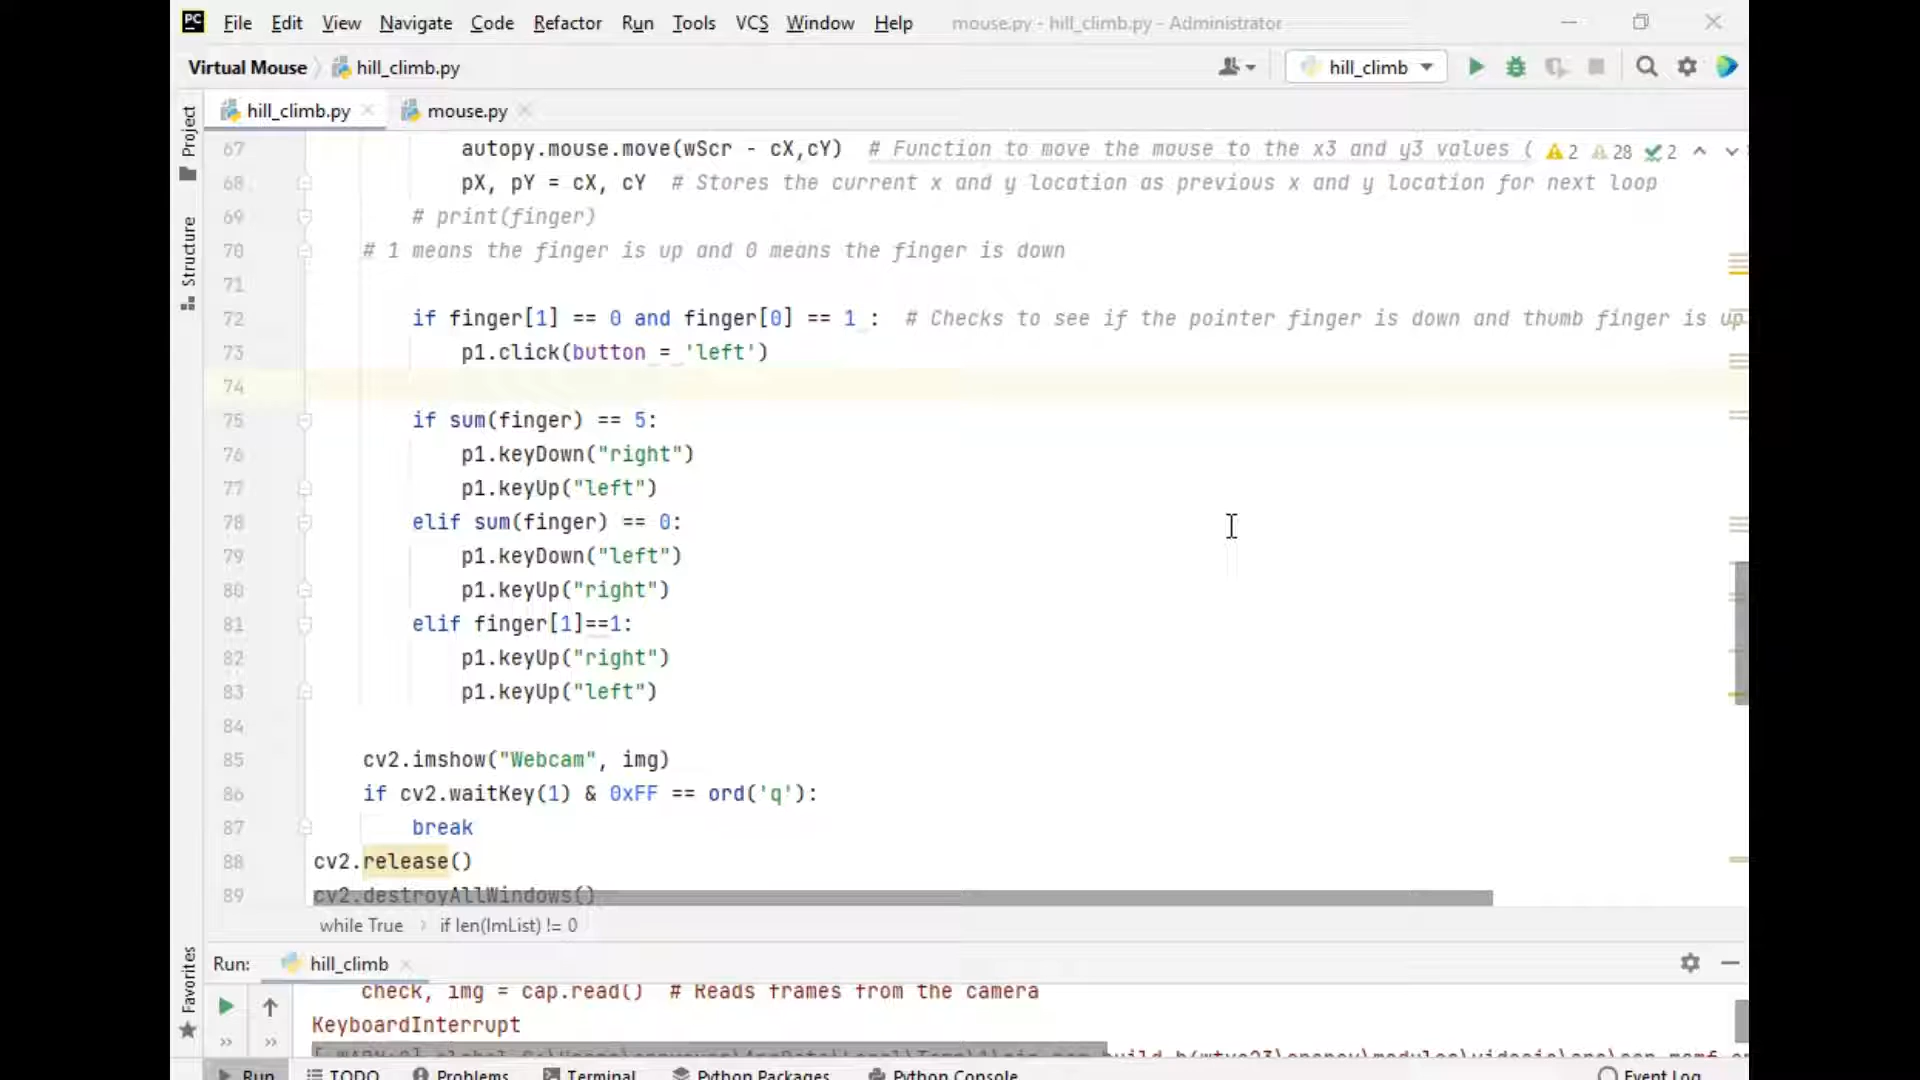 PC File Edit View Navigate Code Refactor Run Tools VCS Window Help mouse.py - hill_climb.py - Administrator
Virtual Mouse hill_climb.py hill_climb
hill_climb.py mouse.py
Project
Structure
Favorites
67 autopy.mouse.move(wScr - cX,cY)  # Function to move the mouse to the x3 and y3 values ( 2 28 2
68 pX, pY = cX, cY  # Stores the current x and y location as previous x and y location for next loop
69 # print(finger)
70 # 1 means the finger is up and 0 means the finger is down
71
72 if finger[1] == 0 and finger[0] == 1 :  # Checks to see if the pointer finger is down and thumb finger is up
73 p1.click(button = 'left')
74
75 if sum(finger) == 5:
76 p1.keyDown("right")
77 p1.keyUp("left")
78 elif sum(finger) == 0:
79 p1.keyDown("left")
80 p1.keyUp("right")
81 elif finger[1]==1:
82 p1.keyUp("right")
83 p1.keyUp("left")
84
85 cv2.imshow("Webcam", img)
86 if cv2.waitKey(1) & 0xFF == ord('q'):
87 break
88 cv2.release()
89 cv2.destroyAllWindows()
while True if len(lmList) != 0
Run: hill_climb
check, img = cap.read()  # Reads frames from the camera
KeyboardInterrupt
Run TODO Problems Terminal Python Packages Python Console Event Log